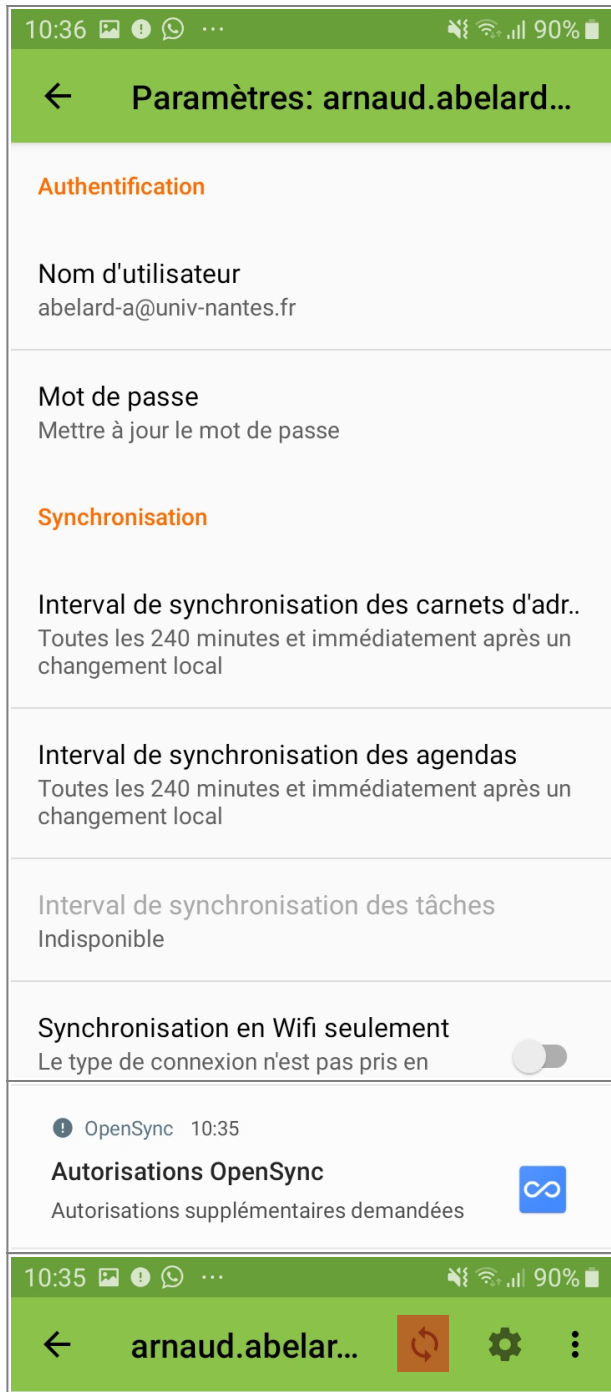 10:36 ... 90%
Paramètres: arnaud.abelard...
Authentification
Nom d'utilisateur
abelard-a@univ-nantes.fr
Mot de passe
Mettre à jour le mot de passe
Synchronisation
Interval de synchronisation des carnets d'adr..
Toutes les 240 minutes et immédiatement après un
changement local
Interval de synchronisation des agendas
Toutes les 240 minutes et immédiatement après un
changement local
Interval de synchronisation des tâches
Indisponible
Synchronisation en Wifi seulement
Le type de connexion n'est pas pris en
OpenSync 10:35
Autorisations OpenSync
Autorisations supplémentaires demandées
10:35 ... 90%
arnaud.abelar...